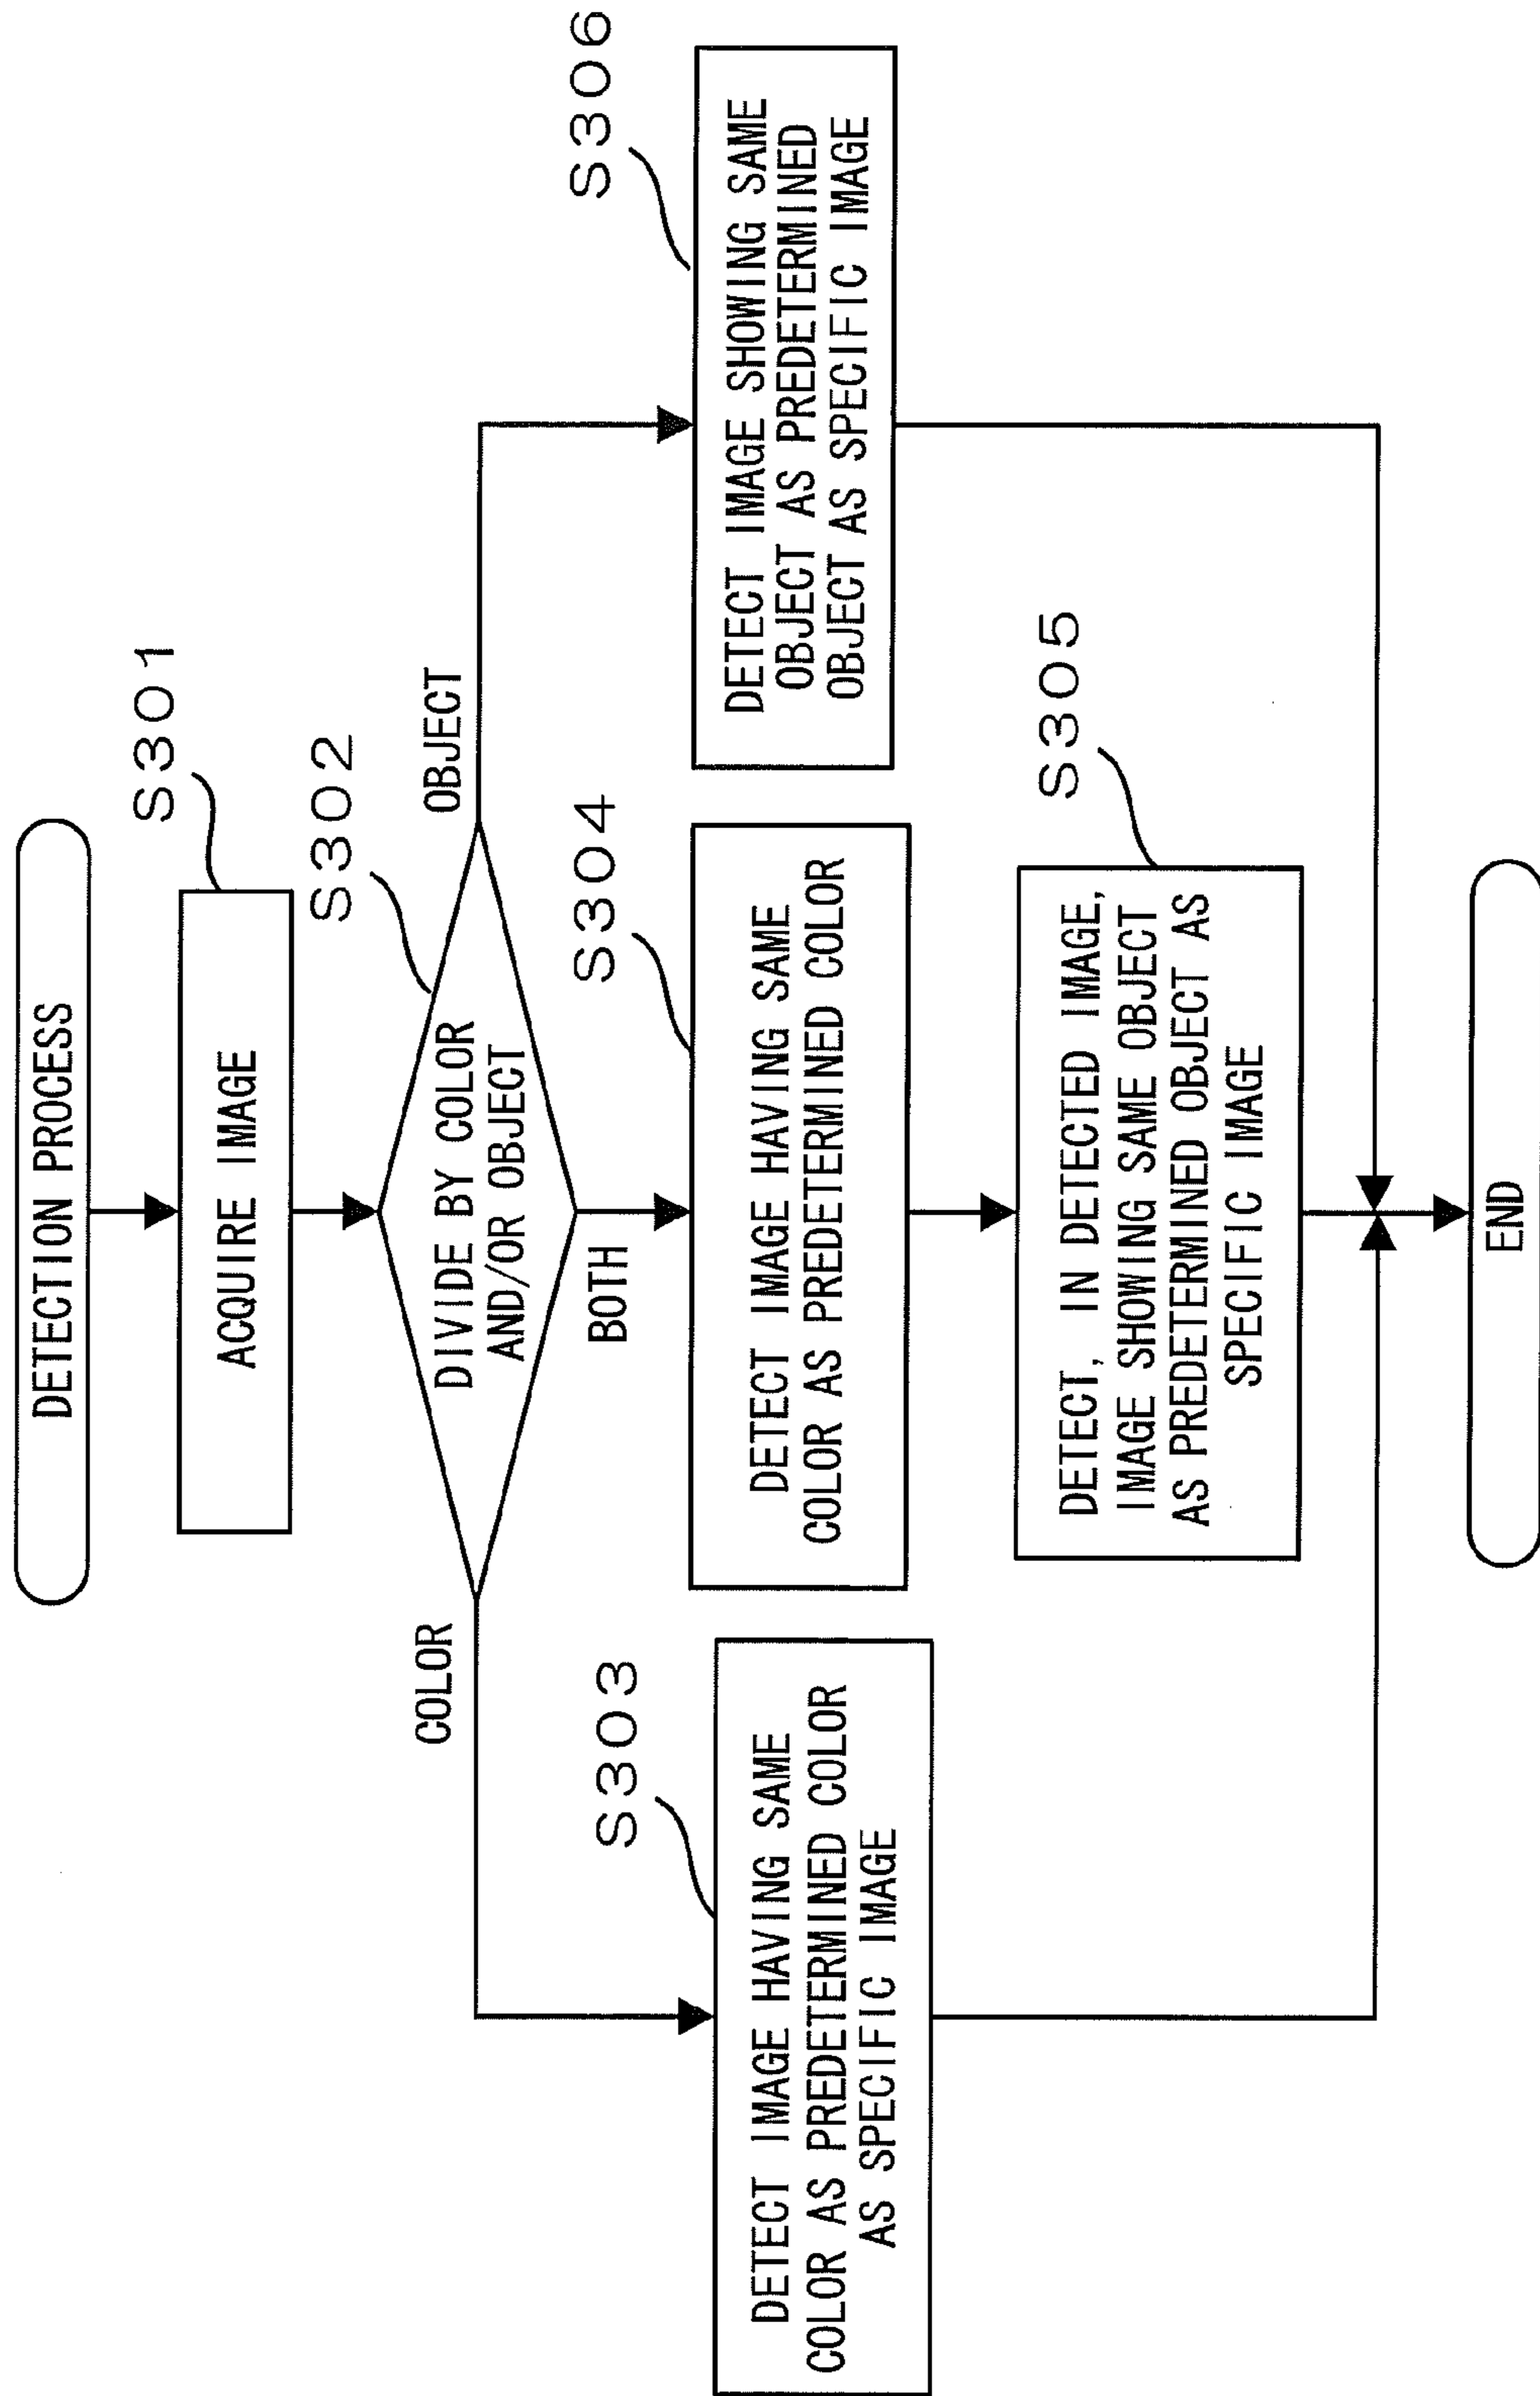 DETECTION PROCESS
S301
ACQUIRE IMAGE
S302
DIVIDE BY COLOR
AND/OR OBJECT
COLOR
BOTH
OBJECT
S303
DETECT IMAGE HAVING SAME
COLOR AS PREDETERMINED COLOR
AS SPECIFIC IMAGE
S304
DETECT IMAGE HAVING SAME
COLOR AS PREDETERMINED COLOR
S306
DETECT IMAGE SHOWING SAME
OBJECT AS PREDETERMINED
OBJECT AS SPECIFIC IMAGE
S305
DETECT, IN DETECTED IMAGE,
IMAGE SHOWING SAME OBJECT
AS PREDETERMINED OBJECT AS
SPECIFIC IMAGE
END